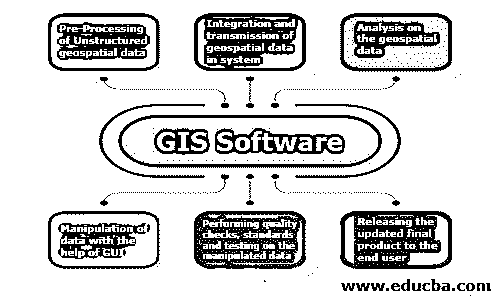 Pre-Processing
of Unstructured
geospatial data
Integration and
transmission of
geospatial data
in system
Analysis on
the geospatial
data
GIS Software
Manipulation of
data with the
help of GUI
Performing quality
checks, standards
and testing on the
manipulated data
Releasing the
updated final
product to the
end user
www.educba.com